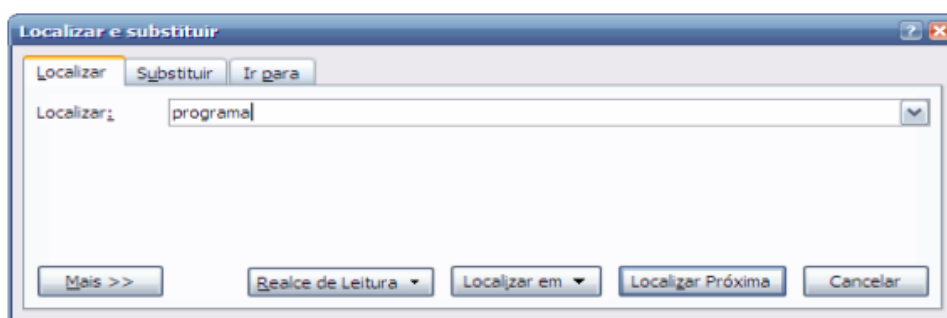 Localizar e substituir
Localizar Substituir Ir para
Localizar: programa
Mais >> Realce de Leitura Localizar em Localizar Próxima Cancelar